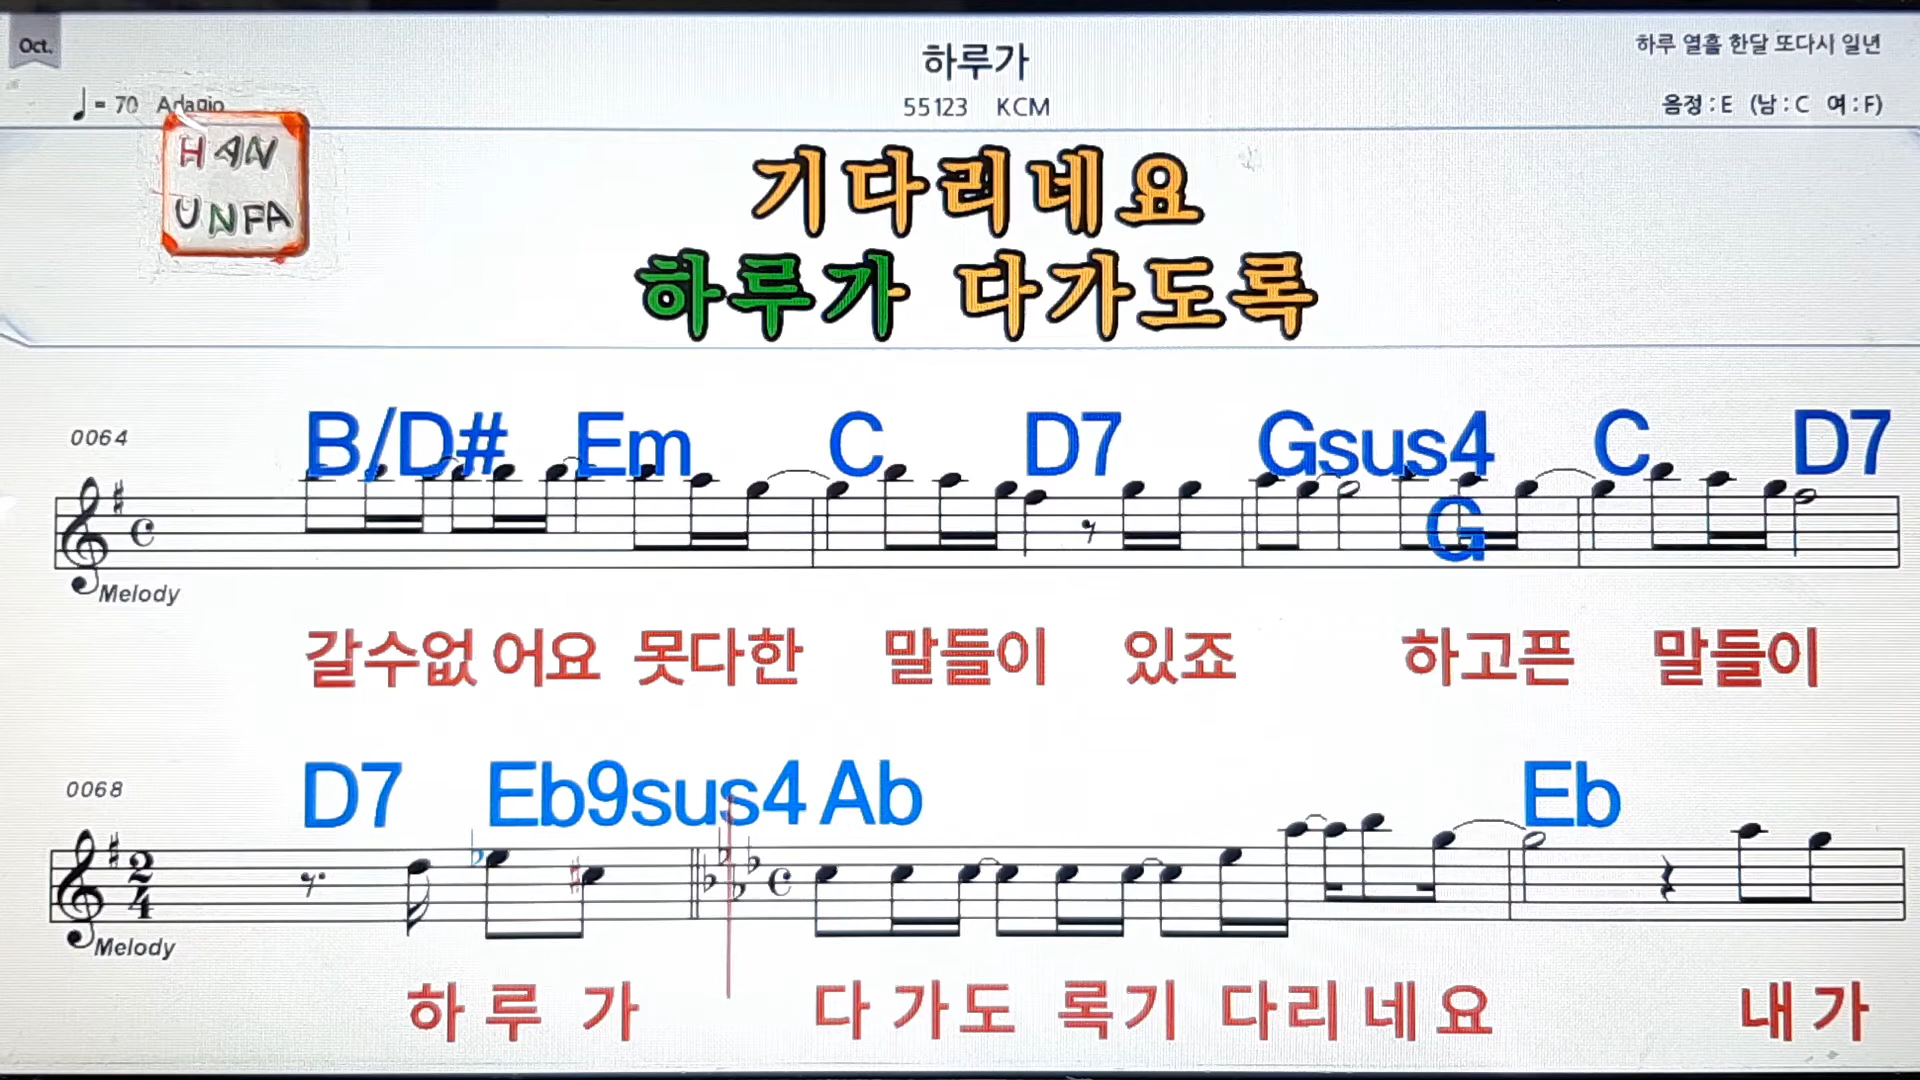 Oct.
하루가
하루 열흘 한달 또다시 일년
♩= 70 Adagio
55123 KCM
음정 : E (남 : C 여 : F)
HAN
UNFA
기다리네요
하루가 다가도록
0064
B/D# Em C D7 Gsus4 C D7
G
Melody
갈수없 어요 못다한 말들이 있죠 하고픈 말들이
0068
D7 Eb9sus4 Ab Eb
2
4
Melody
하 루 가 다 가도 록기 다리 네 요 내 가